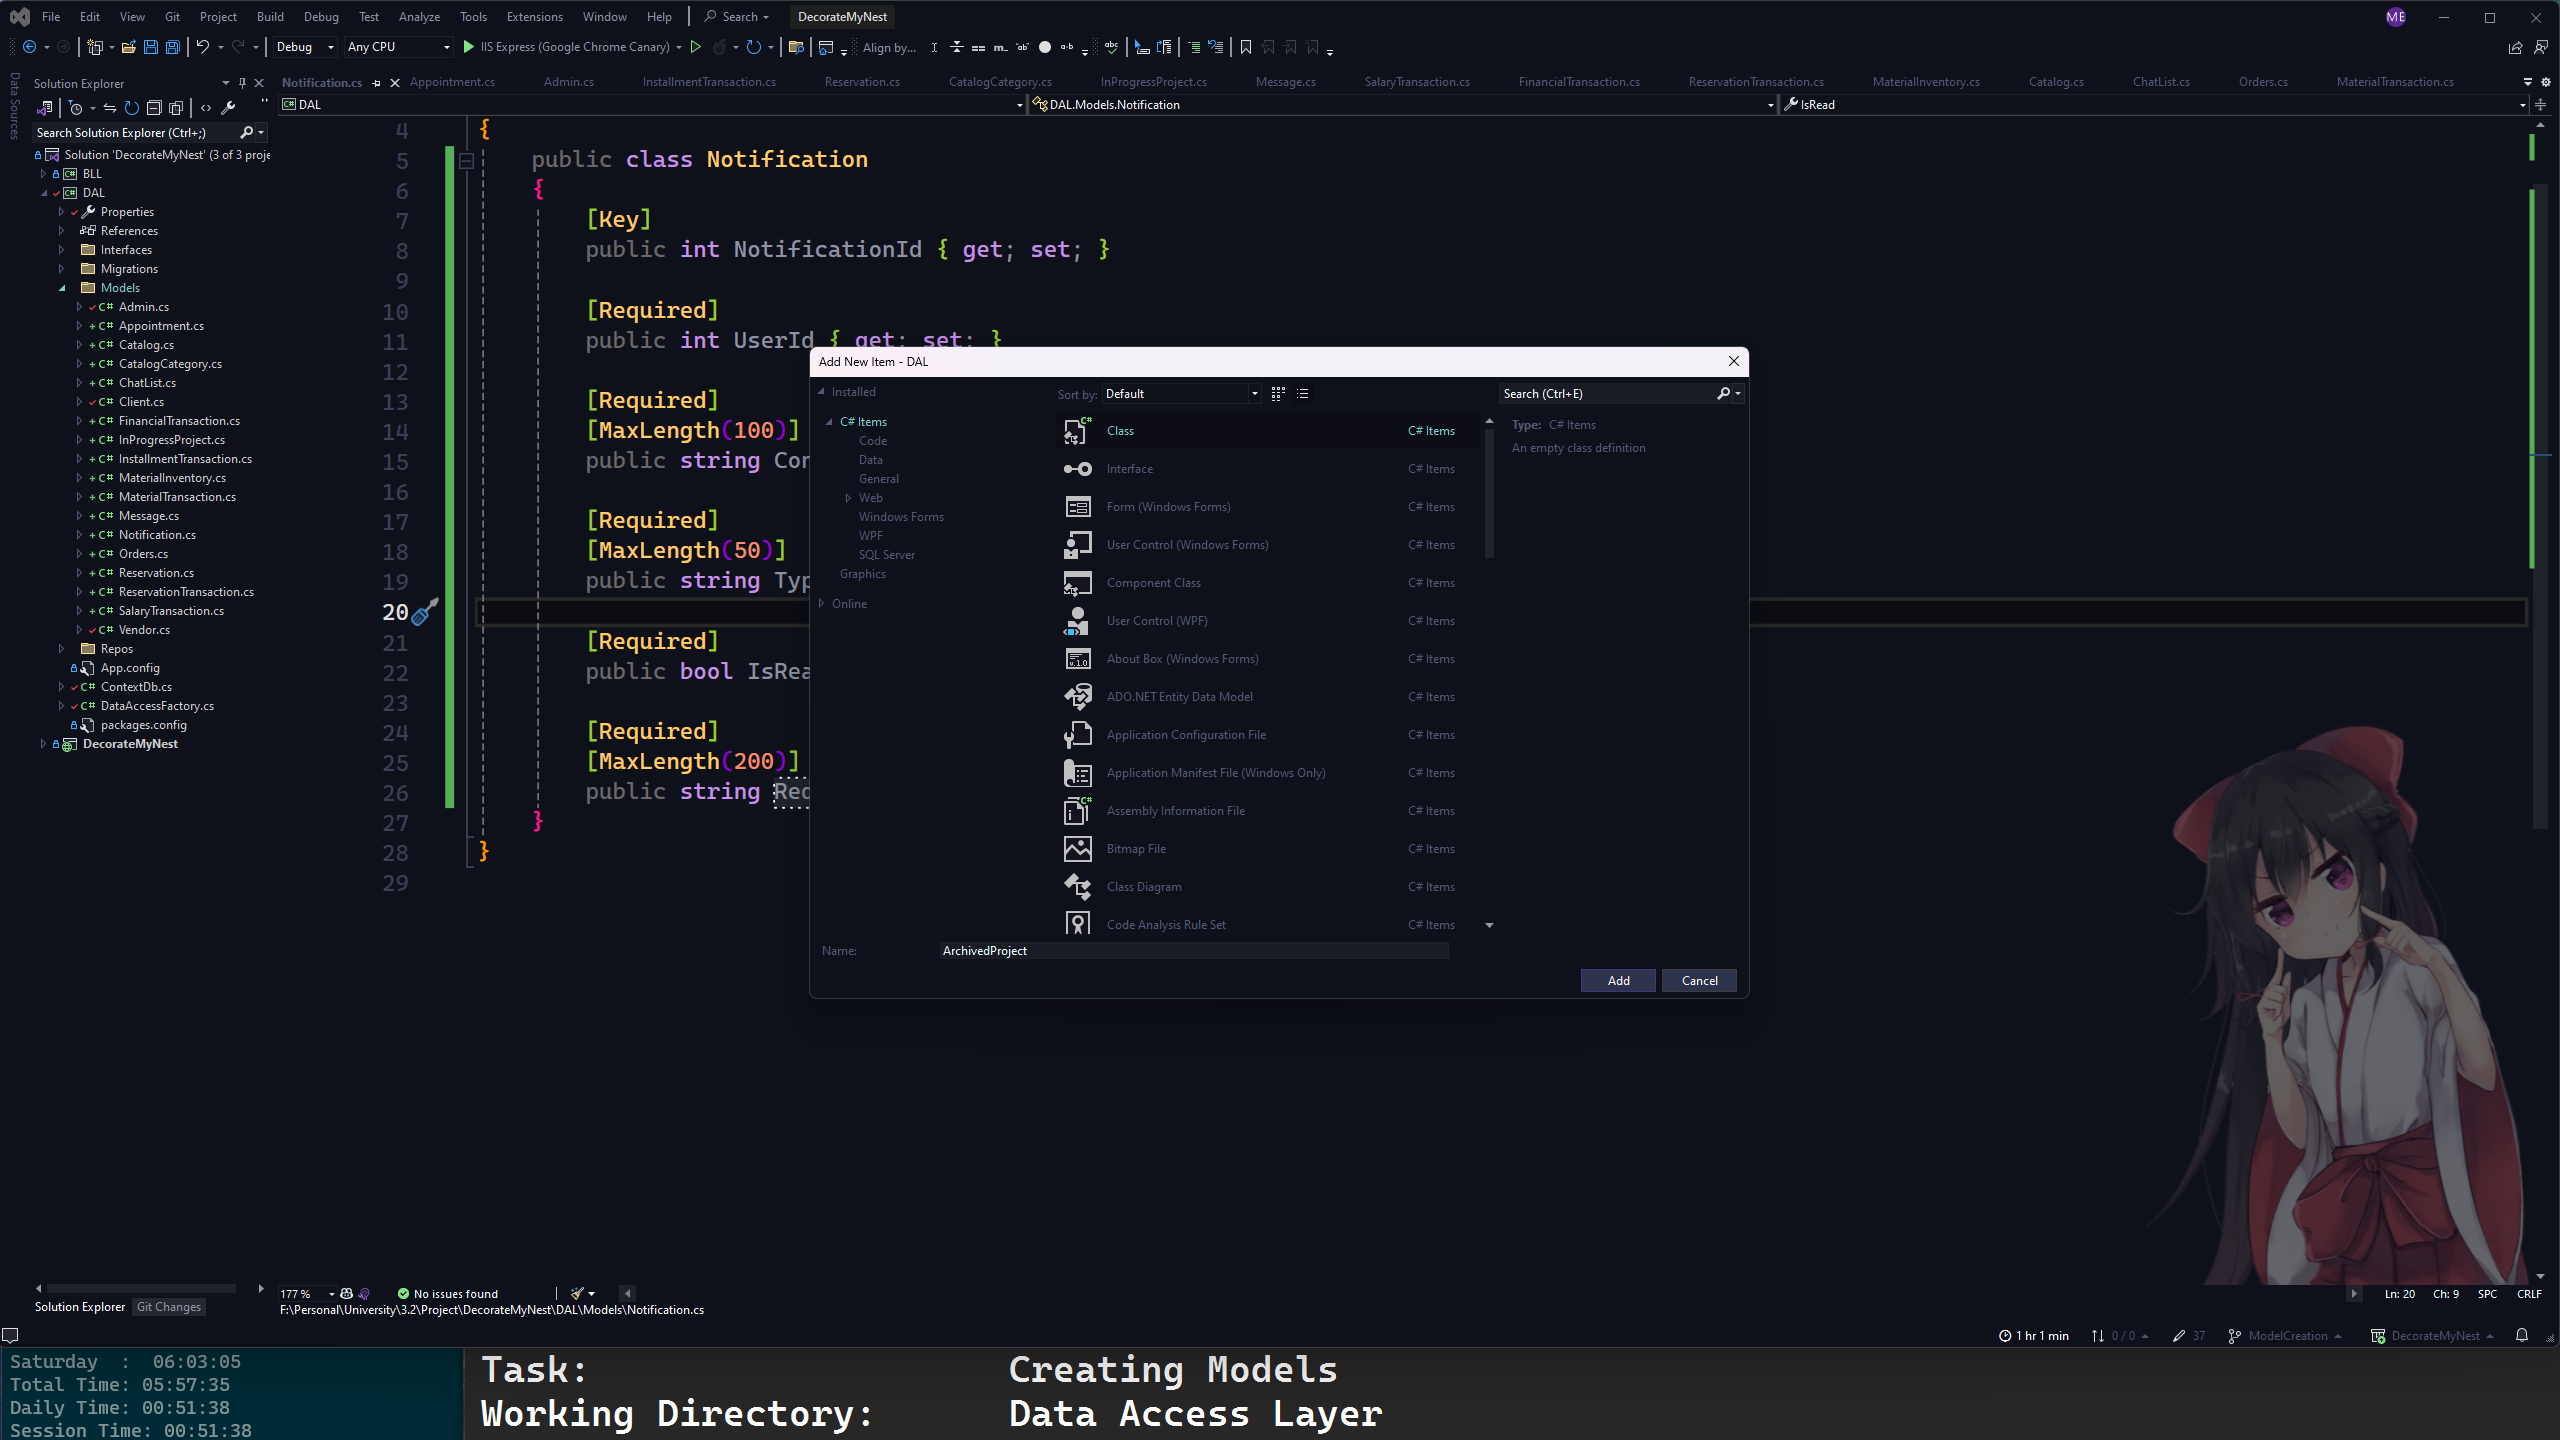 File Edit View Git Project Build Debug Test Analyze Tools Extensions Window Help Search DecorateMyNest ME
Debug Any CPU IIS Express (Google Chrome Canary) Align by...
Data Sources
Solution Explorer
Search Solution Explorer (Ctrl+;)
Solution 'DecorateMyNest' (3 of 3 proje
BLL
DAL
Properties
References
Interfaces
Migrations
Models
C# Admin.cs
C# Appointment.cs
C# Catalog.cs
C# CatalogCategory.cs
C# ChatList.cs
C# Client.cs
C# FinancialTransaction.cs
C# InProgressProject.cs
C# InstallmentTransaction.cs
C# MaterialInventory.cs
C# MaterialTransaction.cs
C# Message.cs
C# Notification.cs
C# Orders.cs
C# Reservation.cs
C# ReservationTransaction.cs
C# SalaryTransaction.cs
C# Vendor.cs
Repos
App.config
C# ContextDb.cs
C# DataAccessFactory.cs
packages.config
DecorateMyNest
Solution Explorer Git Changes
Notification.cs Appointment.cs Admin.cs InstallmentTransaction.cs Reservation.cs CatalogCategory.cs InProgressProject.cs Message.cs SalaryTransaction.cs FinancialTransaction.cs ReservationTransaction.cs MaterialInventory.cs Catalog.cs ChatList.cs Orders.cs MaterialTransaction.cs
DAL DAL.Models.Notification IsRead
4 {
5 public class Notification
6 {
7 [Key]
8 public int NotificationId { get; set; }
9
10 [Required]
11 public int UserId { get; set; }
12
13 [Required]
14 [MaxLength(100)]
15 public string Con
16
17 [Required]
18 [MaxLength(50)]
19 public string Typ
20
21 [Required]
22 public bool IsRea
23
24 [Required]
25 [MaxLength(200)]
26 public string Red
27 }
28 }
29
Add New Item - DAL
Installed
C# Items
Code
Data
General
Web
Windows Forms
WPF
SQL Server
Graphics
Online
Sort by: Default
Class C# Items
Interface C# Items
Form (Windows Forms) C# Items
User Control (Windows Forms) C# Items
Component Class C# Items
User Control (WPF) C# Items
About Box (Windows Forms) C# Items
ADO.NET Entity Data Model C# Items
Application Configuration File C# Items
Application Manifest File (Windows Only) C# Items
Assembly Information File C# Items
Bitmap File C# Items
Class Diagram C# Items
Code Analysis Rule Set C# Items
Search (Ctrl+E)
Type: C# Items
An empty class definition
Name: ArchivedProject
Add Cancel
177 % No issues found
Ln: 20 Ch: 9 SPC CRLF
F:\Personal\University\3.2\Project\DecorateMyNest\DAL\Models\Notification.cs
1 hr 1 min 0 / 0 37 ModelCreation DecorateMyNest
Saturday : 06:03:05
Total Time: 05:57:35
Daily Time: 00:51:38
Session Time: 00:51:38
Task: Creating Models
Working Directory: Data Access Layer